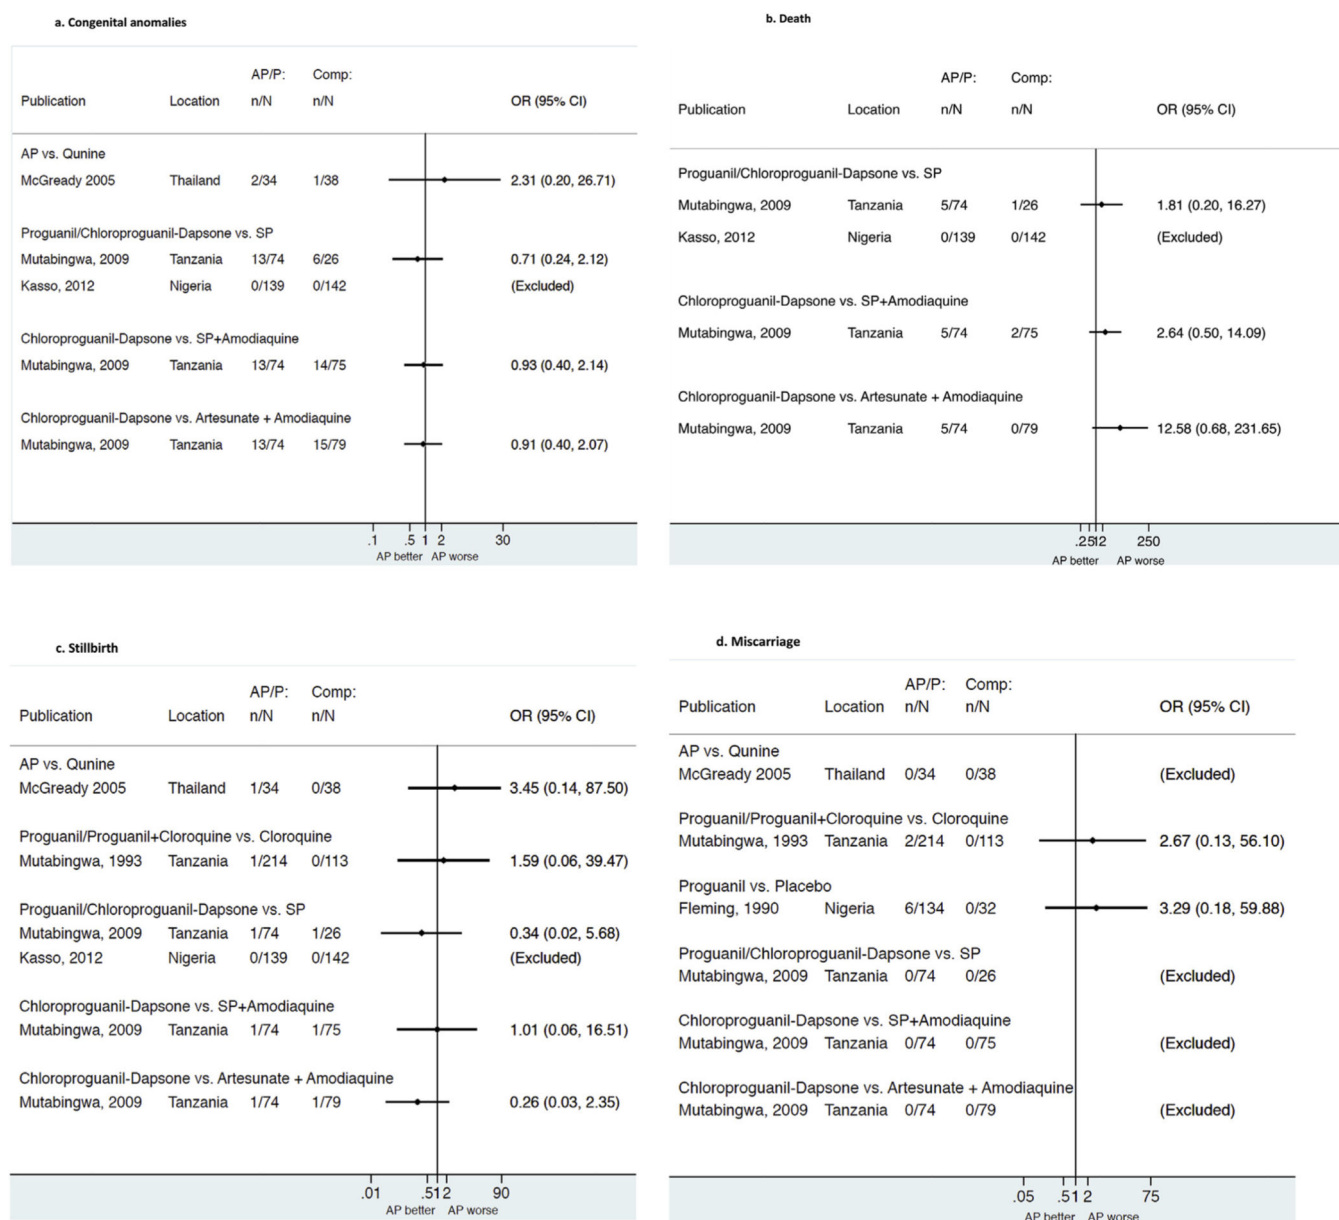 a. Congenital anomalies
AP/P: Comp:
Publication Location n/N n/N OR (95% CI)
AP vs. Qunine
McGready 2005 Thailand 2/34 1/38 2.31 (0.20, 26.71)
Proguanil/Chloroproguanil-Dapsone vs. SP
Mutabingwa, 2009 Tanzania 13/74 6/26 0.71 (0.24, 2.12)
Kasso, 2012 Nigeria 0/139 0/142 (Excluded)
Chloroproguanil-Dapsone vs. SP+Amodiaquine
Mutabingwa, 2009 Tanzania 13/74 14/75 0.93 (0.40, 2.14)
Chloroproguanil-Dapsone vs. Artesunate + Amodiaquine
Mutabingwa, 2009 Tanzania 13/74 15/79 0.91 (0.40, 2.07)
.1 .5 1 2 30
AP better AP worse
b. Death
AP/P: Comp:
Publication Location n/N n/N OR (95% CI)
Proguanil/Chloroproguanil-Dapsone vs. SP
Mutabingwa, 2009 Tanzania 5/74 1/26 1.81 (0.20, 16.27)
Kasso, 2012 Nigeria 0/139 0/142 (Excluded)
Chloroproguanil-Dapsone vs. SP+Amodiaquine
Mutabingwa, 2009 Tanzania 5/74 2/75 2.64 (0.50, 14.09)
Chloroproguanil-Dapsone vs. Artesunate + Amodiaquine
Mutabingwa, 2009 Tanzania 5/74 0/79 12.58 (0.68, 231.65)
.25 1 2 250
AP better AP worse
c. Stillbirth
AP/P: Comp:
Publication Location n/N n/N OR (95% CI)
AP vs. Qunine
McGready 2005 Thailand 1/34 0/38 3.45 (0.14, 87.50)
Proguanil/Proguanil+Cloroquine vs. Cloroquine
Mutabingwa, 1993 Tanzania 1/214 0/113 1.59 (0.06, 39.47)
Proguanil/Chloroproguanil-Dapsone vs. SP
Mutabingwa, 2009 Tanzania 1/74 1/26 0.34 (0.02, 5.68)
Kasso, 2012 Nigeria 0/139 0/142 (Excluded)
Chloroproguanil-Dapsone vs. SP+Amodiaquine
Mutabingwa, 2009 Tanzania 1/74 1/75 1.01 (0.06, 16.51)
Chloroproguanil-Dapsone vs. Artesunate + Amodiaquine
Mutabingwa, 2009 Tanzania 1/74 1/79 0.26 (0.03, 2.35)
.01 .5 1 2 90
AP better AP worse
d. Miscarriage
AP/P: Comp:
Publication Location n/N n/N OR (95% CI)
AP vs. Qunine
McGready 2005 Thailand 0/34 0/38 (Excluded)
Proguanil/Proguanil+Cloroquine vs. Cloroquine
Mutabingwa, 1993 Tanzania 2/214 0/113 2.67 (0.13, 56.10)
Proguanil vs. Placebo
Fleming, 1990 Nigeria 6/134 0/32 3.29 (0.18, 59.88)
Proguanil/Chloroproguanil-Dapsone vs. SP
Mutabingwa, 2009 Tanzania 0/74 0/26 (Excluded)
Chloroproguanil-Dapsone vs. SP+Amodiaquine
Mutabingwa, 2009 Tanzania 0/74 0/75 (Excluded)
Chloroproguanil-Dapsone vs. Artesunate + Amodiaquine
Mutabingwa, 2009 Tanzania 0/74 0/79 (Excluded)
.05 .5 1 2 75
AP better AP worse